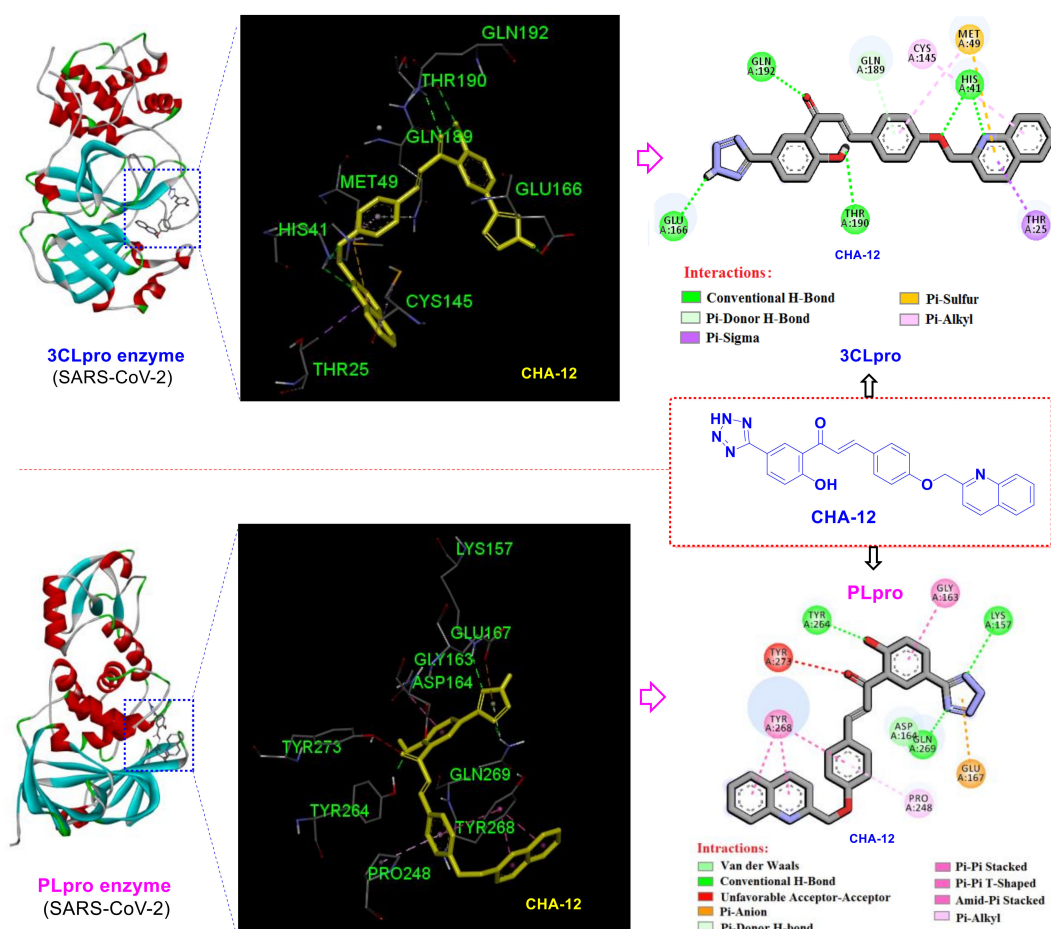 GLN192
THR190
GLN189
MET49
GLU166
HIS41
CYS145
THR25
CHA-12
3CLpro enzyme
(SARS-CoV-2)
MET
A:49
CYS
A:145
GLN
A:192
GLN
A:189
HIS
A:41
GLU
A:166
THR
A:190
THR
A:25
CHA-12
Interactions:
Conventional H-Bond
Pi-Donor H-Bond
Pi-Sigma
Pi-Sulfur
Pi-Alkyl
3CLpro
HN
N
N
N
O
OH
O
N
CHA-12
PLpro
LYS157
GLU167
GLY163
ASP164
TYR273
GLN269
TYR264
TYR268
PRO248
CHA-12
PLpro enzyme
(SARS-CoV-2)
GLY
A:163
TYR
A:264
LYS
A:157
TYR
A:273
TYR
A:268
ASP
A:164
GLN
A:269
GLU
A:167
PRO
A:248
CHA-12
Intractions:
Van der Waals
Conventional H-Bond
Unfavorable Acceptor-Acceptor
Pi-Anion
Pi-Donor H-bond
Pi-Pi Stacked
Pi-Pi T-Shaped
Amid-Pi Stacked
Pi-Alkyl